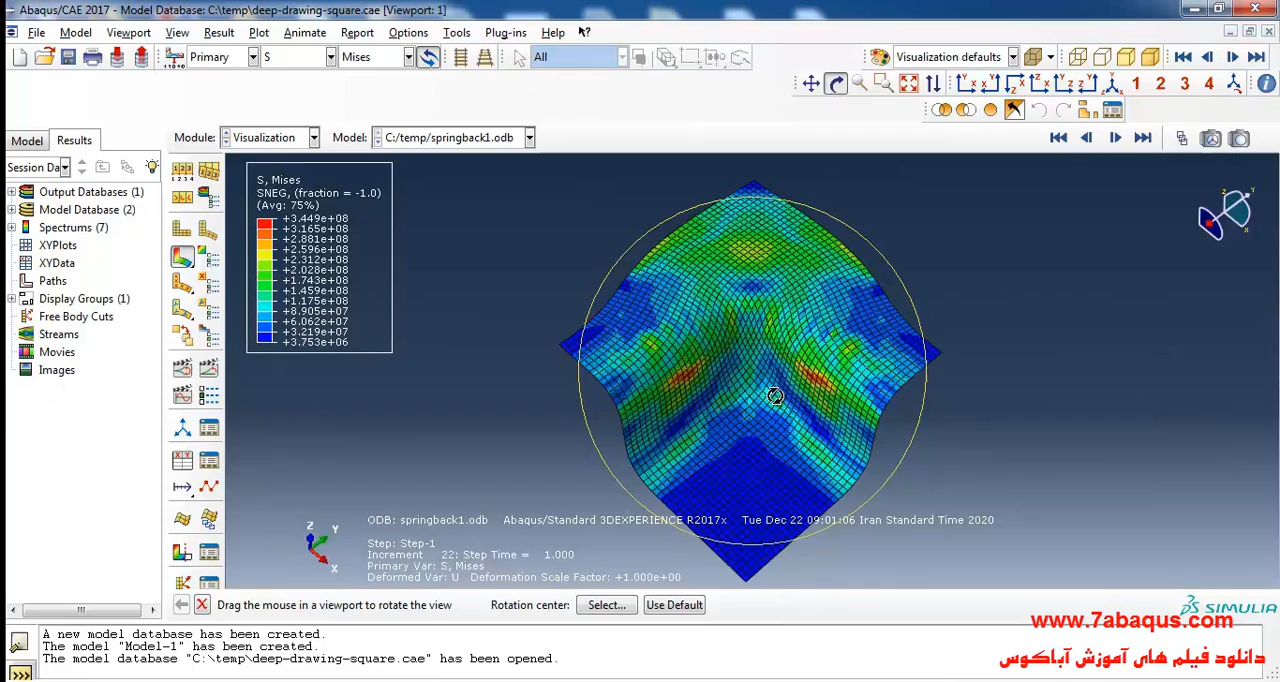 Abaqus/CAE 2017 - Model Database: C:\temp\deep-drawing-square.cae [Viewport: 1]
File Model Viewport View Result Plot Animate Report Options Tools Plug-ins Help
Primary S Mises All Visualization defaults
1 2 3 4
Model Results Module: Visualization Model: C:/temp/springback1.odb
Session Da
Output Databases (1)
Model Database (2)
Spectrums (7)
XYPlots
XYData
Paths
Display Groups (1)
Free Body Cuts
Streams
Movies
Images
S, Mises
SNEG, (fraction = -1.0)
(Avg: 75%)
+3.449e+08
+3.165e+08
+2.881e+08
+2.596e+08
+2.312e+08
+2.028e+08
+1.743e+08
+1.459e+08
+1.175e+08
+8.905e+07
+6.062e+07
+3.219e+07
+3.753e+06
Z Y X
ODB: springback1.odb Abaqus/Standard 3DEXPERIENCE R2017x Tue Dec 22 09:01:06 Iran Standard Time 2020
Step: Step-1
Increment 22: Step Time = 1.000
Primary Var: S, Mises
Deformed Var: U Deformation Scale Factor: +1.000e+00
Drag the mouse in a viewport to rotate the view Rotation center: Select... Use Default
SIMULIA
A new model database has been created.
The model "Model-1" has been created.
The model database "C:\temp\deep-drawing-square.cae" has been opened.
>>>
www.7abaqus.com
دانلود فیلم های آموزش آباکوس